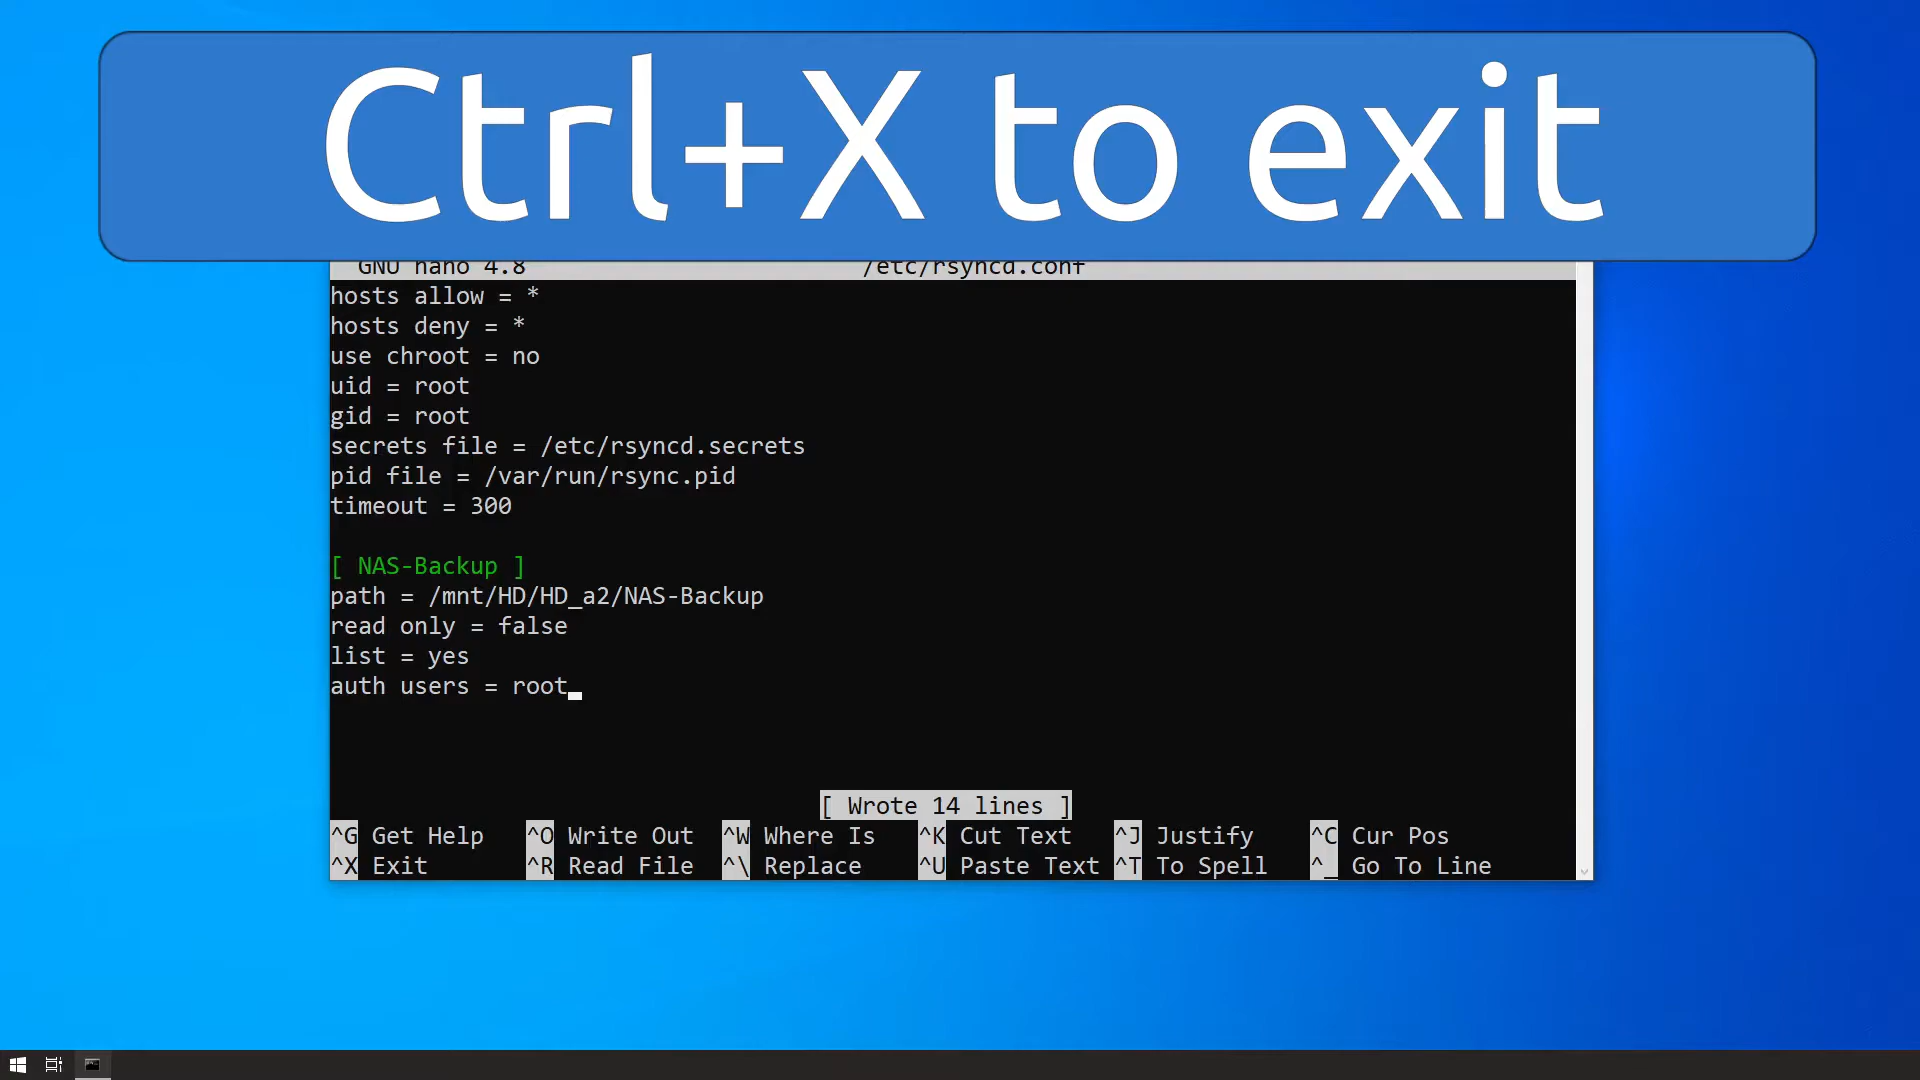 Ctrl+X to exit
GNU nano 4.8 /etc/rsyncd.conf
hosts allow = *
hosts deny = *
use chroot = no
uid = root
gid = root
secrets file = /etc/rsyncd.secrets
pid file = /var/run/rsync.pid
timeout = 300
[ NAS-Backup ]
path = /mnt/HD/HD_a2/NAS-Backup
read only = false
list = yes
auth users = root
[ Wrote 14 lines ]
^G Get Help ^O Write Out ^W Where Is ^K Cut Text ^J Justify ^C Cur Pos
^X Exit ^R Read File ^\ Replace ^U Paste Text ^T To Spell ^_ Go To Line